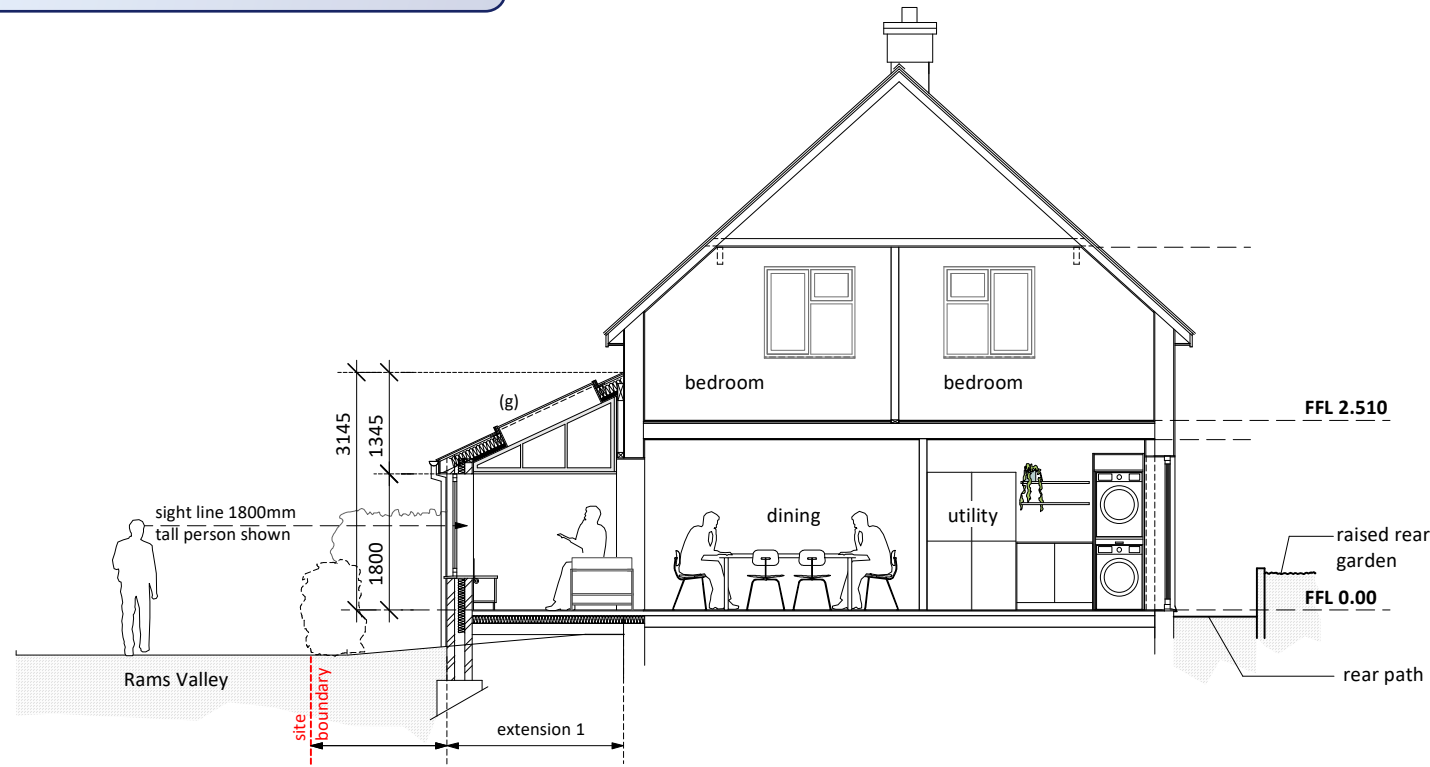 bedroom
bedroom
FFL 2.510
(g)
3145
1345
sight line 1800mm
tall person shown
1800
dining
utility
raised rear
garden
FFL 0.00
rear path
Rams Valley
site
boundary
extension 1